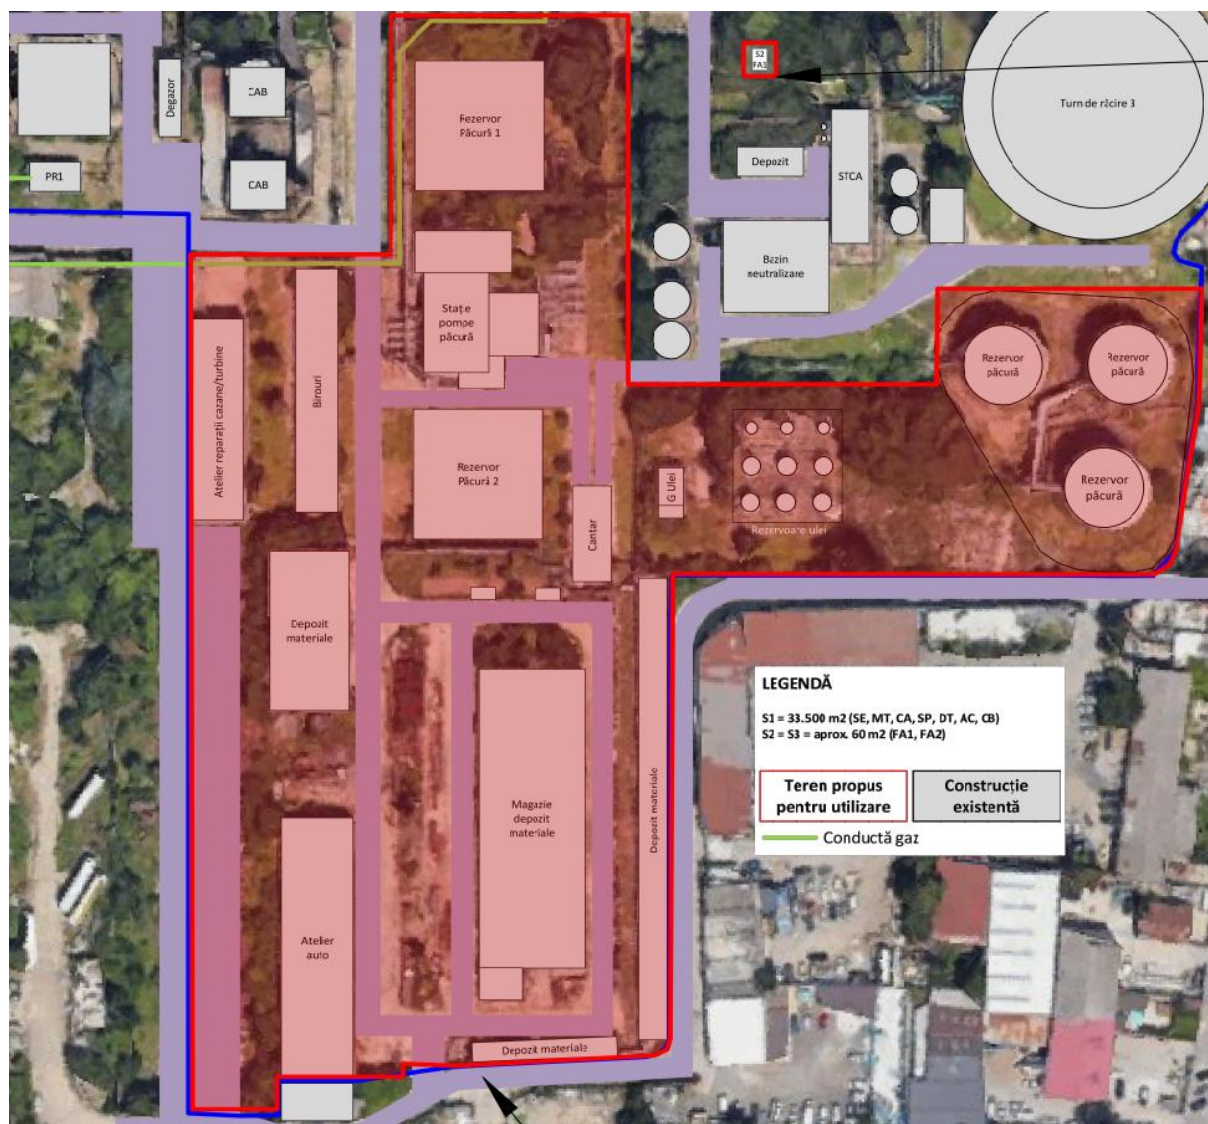 S2
FA1
Degazor
CAB
Rezervor
Păcură 1
Turn de răcire 3
PR1
CAB
Depozit
STCA
Bazin
neutralizare
Stație
pompe
păcură
Atelier reparații cazane/turbine
Birouri
Rezervor
păcură
Rezervor
păcură
Rezervor
păcură
Rezervor
Păcură 2
G Ulei
Rezervoare ulei
Cantar
Depozit
materiale
Magazie
depozit
materiale
Depozit materiale
Atelier
auto
Depozit materiale
LEGENDĂ
S1 = 33.500 m2 (SE, MT, CA, SP, DT, AC, CB)
S2 = S3 = aprox. 60 m2 (FA1, FA2)
Teren propus
pentru utilizare
Construcție
existentă
Conductă gaz